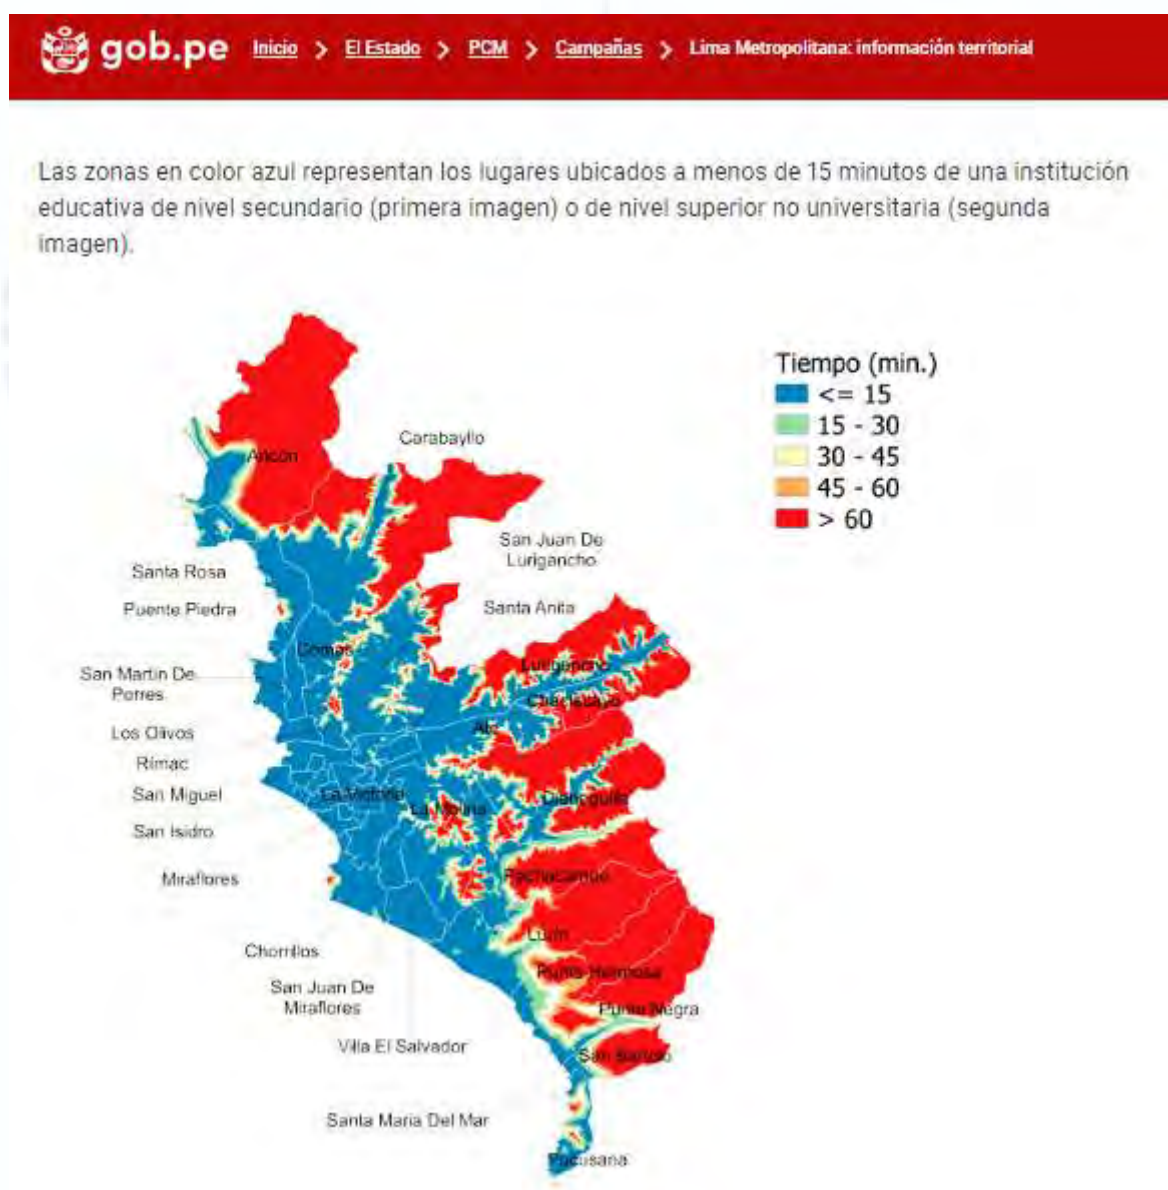 gob.pe Inicio > El Estado > PCM > Campañas > Lima Metropolitana: información territorial
Las zonas en color azul representan los lugares ubicados a menos de 15 minutos de una institución
educativa de nivel secundario (primera imagen) o de nivel superior no universitaria (segunda
imagen).
Tiempo (min.)
<= 15
15 - 30
30 - 45
45 - 60
> 60
Carabayllo
Ancón
San Juan De
Lurigancho
Santa Rosa
Santa Anita
Puente Piedra
Comas
Lurigancho
San Martin De
Porres
Chaclacayo
Ate
Los Olivos
Rímac
San Miguel
La Victoria
La Molina
Cieneguilla
San Isidro
Miraflores
Pachacamac
Lurin
Chorrillos
Punta Hermosa
San Juan De
Miraflores
Punta Negra
Villa El Salvador
San Bartolo
Santa Maria Del Mar
Pucusana